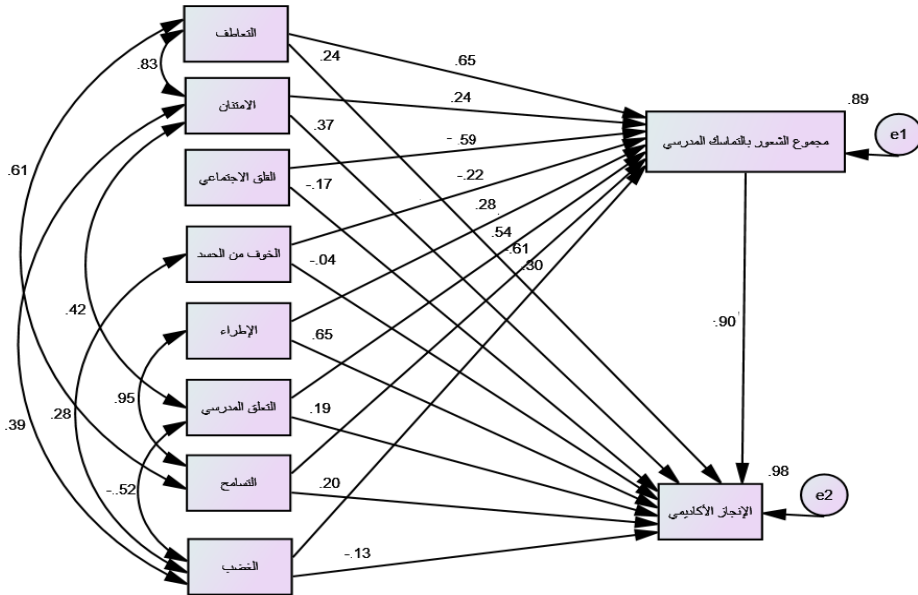 التعاطف
.24
.65
.83
.89
الامتنان
.24
e1
.37
مجموع الشعور بالتماسك المدرسي
-.59
.61
القلق الاجتماعي
-.17
-.22
.28
الخوف من الحسد
.54
-.04
-.61
.30
.42
الإطراء
.65
.90
.95
التعلق المدرسي
.19
.28
.39
التسامح
.20
.98
-.52
e2
الإنجاز الأكاديمي
الغضب
-.13